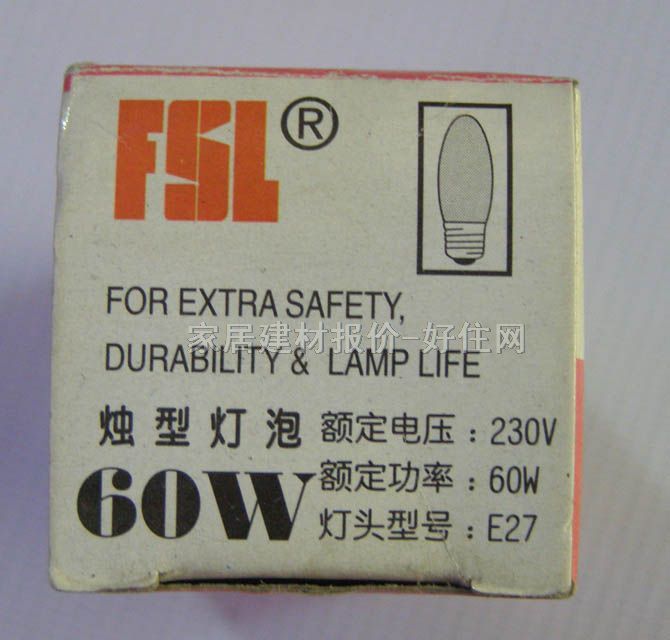 FSL®
FOR EXTRA SAFETY,
家居建材报价-好住网
DURABILITY & LAMP LIFE
烛型灯泡 额定电压：230V
60W 额定功率：60W
灯头型号：E27